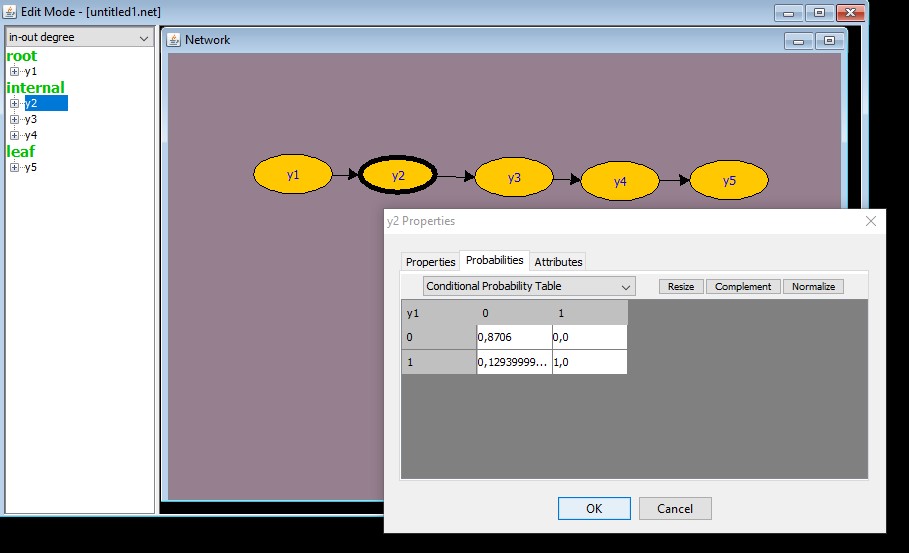 Edit Mode - [untitled1.net]
in-out degree
root
y1
internal
y2
y3
y4
leaf
y5
Network
y1 y2 y3 y4 y5
y2 Properties
Properties Probabilities Attributes
Conditional Probability Table Resize Complement Normalize
y1 0 1
0 0,8706 0,0
1 0,12939999... 1,0
OK Cancel